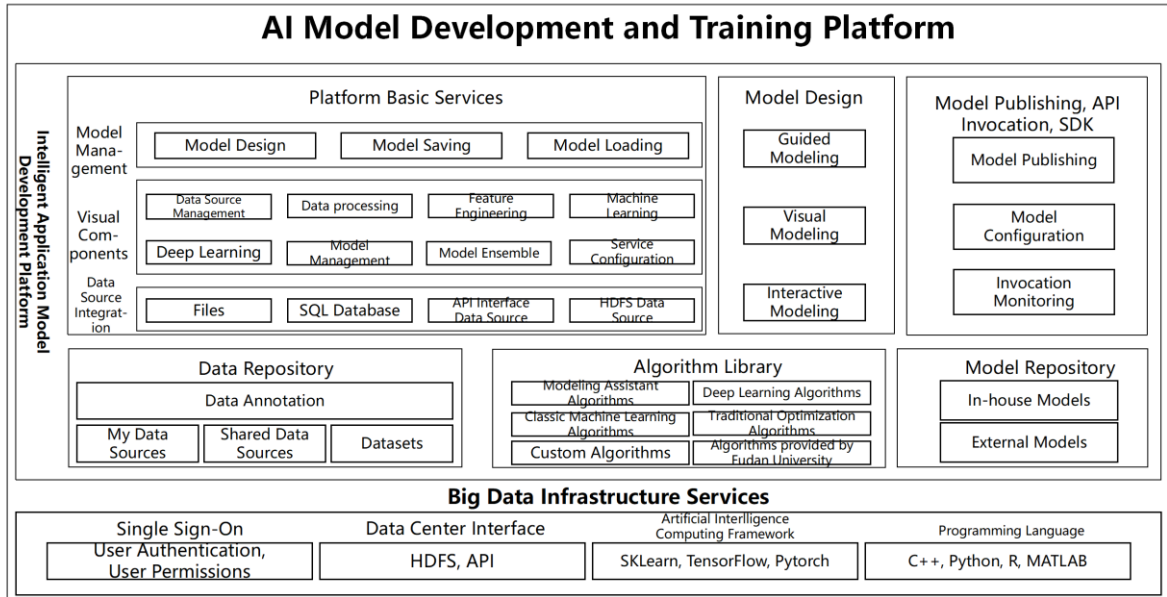 AI Model Development and Training Platform
Intelligent Application Model
Development Platform
Platform Basic Services
Model
Mana-
gement
Model Design
Model Saving
Model Loading
Visual
Com-
ponents
Data Source
Management
Data processing
Feature
Engineering
Machine
Learning
Deep Learning
Model
Management
Model Ensemble
Service
Configuration
Data
Source
Integrat-
ion
Files
SQL Database
API Interface
Data Source
HDFS Data
Source
Model Design
Guided
Modeling
Visual
Modeling
Interactive
Modeling
Model Publishing, API
Invocation, SDK
Model Publishing
Model
Configuration
Invocation
Monitoring
Data Repository
Data Annotation
My Data
Sources
Shared Data
Sources
Datasets
Algorithm Library
Modeling Assistant
Algorithms
Deep Learning Algorithms
Classic Machine Learning
Algorithms
Traditional Optimization
Algorithms
Custom Algorithms
Algorithms provided by
Fudan University
Model Repository
In-house Models
External Models
Big Data Infrastructure Services
Single Sign-On
User Authentication,
User Permissions
Data Center Interface
HDFS, API
Artificial Interlligence
Computing Framework
SKLearn, TensorFlow, Pytorch
Programming Language
C++, Python, R, MATLAB